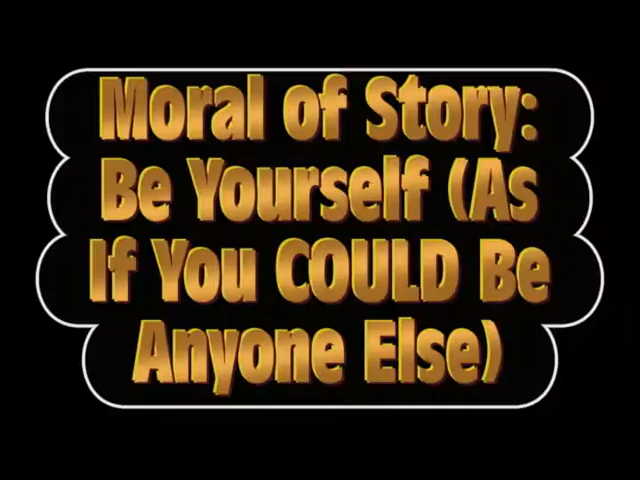 Moral of Story:
Be Yourself (As
If You COULD Be
Anyone Else)